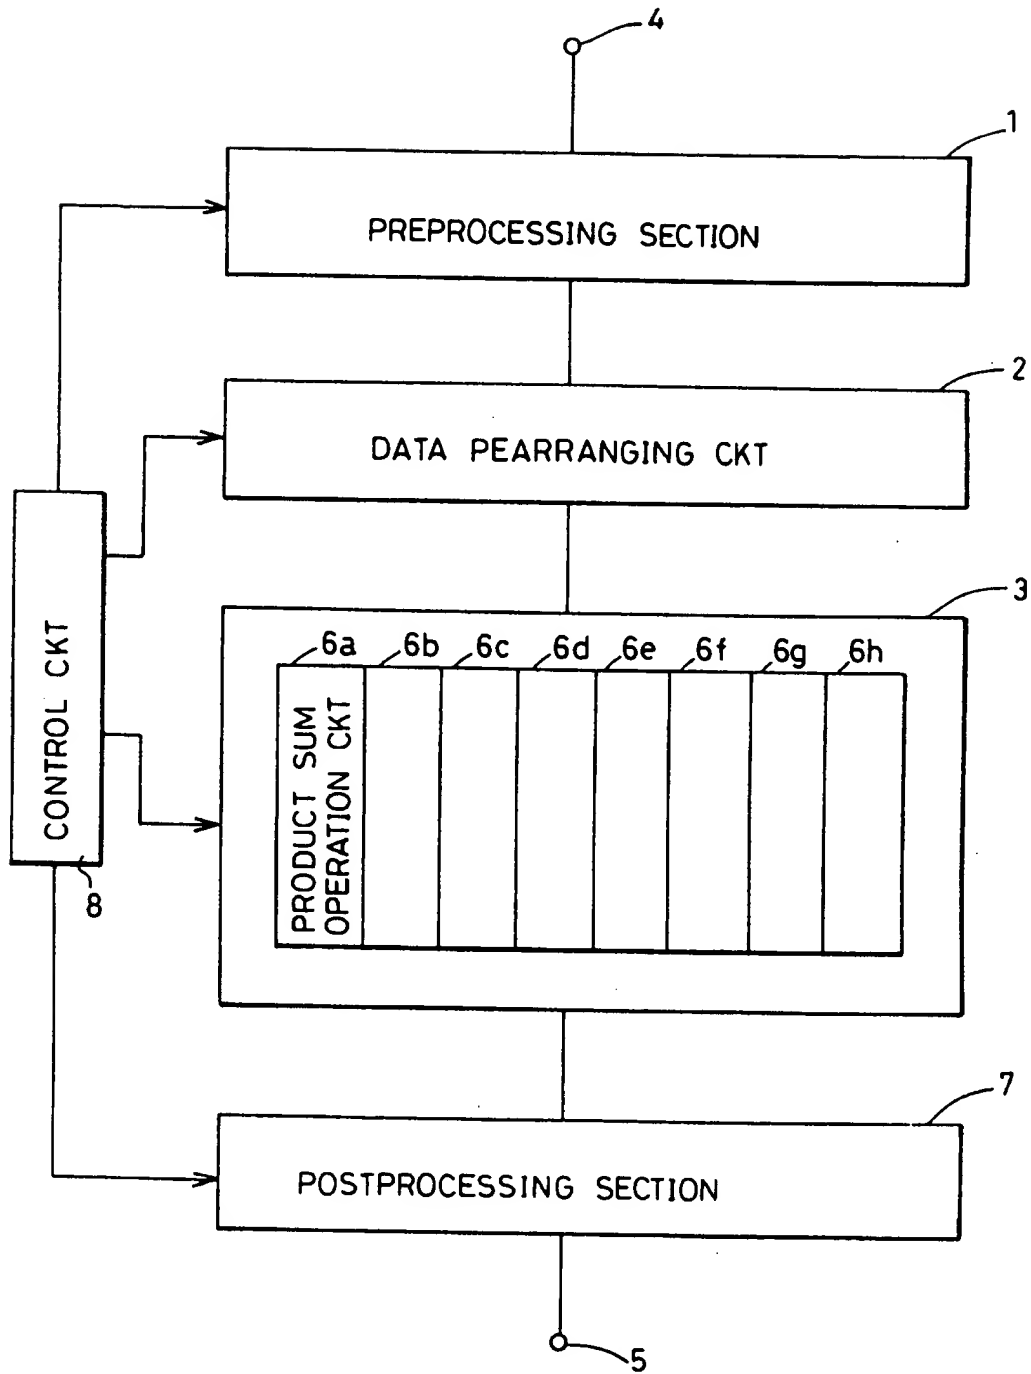 4
1
PREPROCESSING SECTION
2
DATA PEARRANGING CKT
3
6a 6b 6c 6d 6e 6f 6g 6h
CONTROL CKT
8
PRODUCT SUM
OPERATION CKT
7
POSTPROCESSING SECTION
5